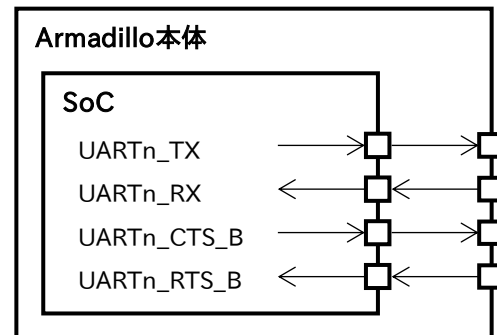 Armadillo本体
SoC
UARTn_TX
UARTn_RX
UARTn_CTS_B
UARTn_RTS_B